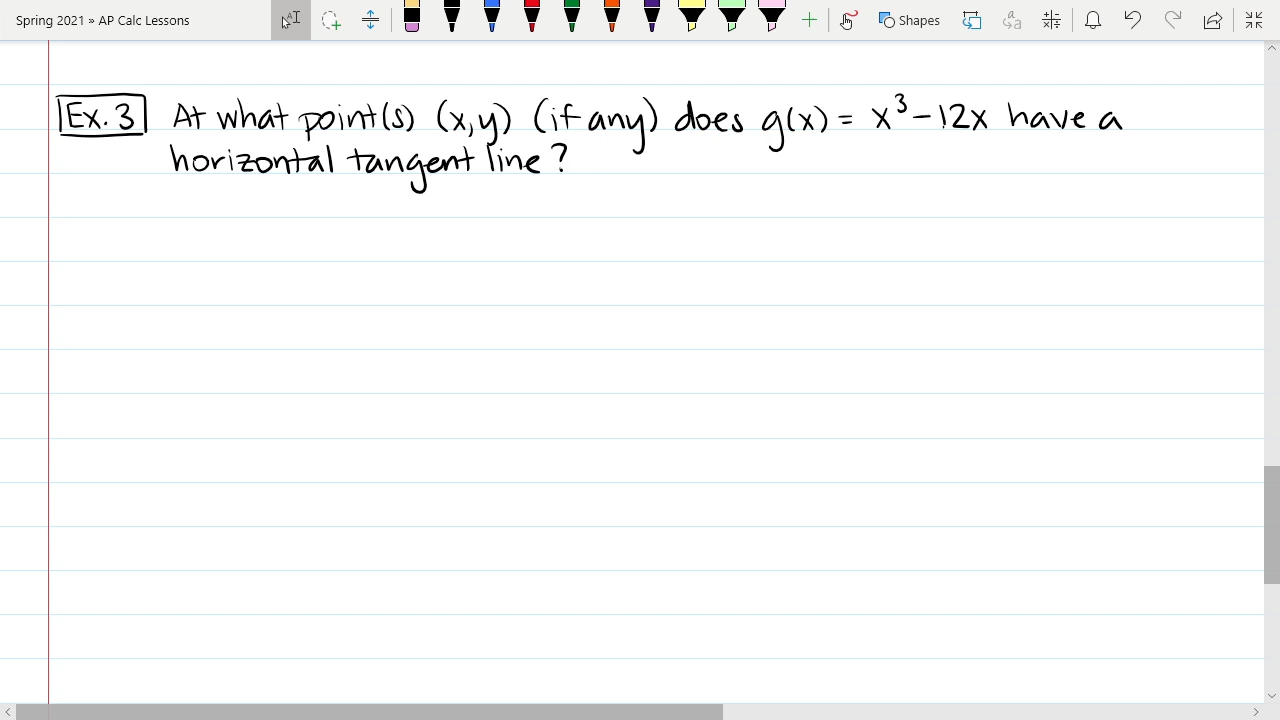 Spring 2021 » AP Calc Lessons
Shapes
Ex. 3 At what point(s) (x,y) (if any) does g(x) = x³-12x have a
horizontal tangent line?